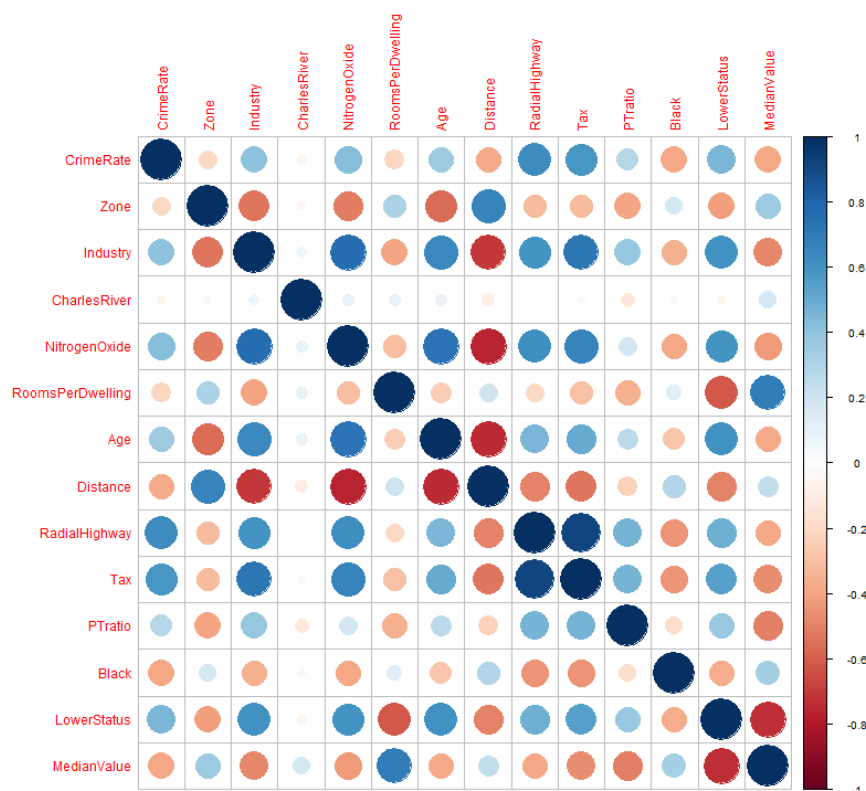 CrimeRate
Zone
Industry
CharlesRiver
NitrogenOxide
RoomsPerDwelling
Age
Distance
RadialHighway
Tax
PTratio
Black
LowerStatus
MedianValue
CrimeRate
Zone
Industry
CharlesRiver
NitrogenOxide
RoomsPerDwelling
Age
Distance
RadialHighway
Tax
PTratio
Black
LowerStatus
MedianValue
1
0.8
0.6
0.4
0.2
0
-0.2
-0.4
-0.6
-0.8
-1